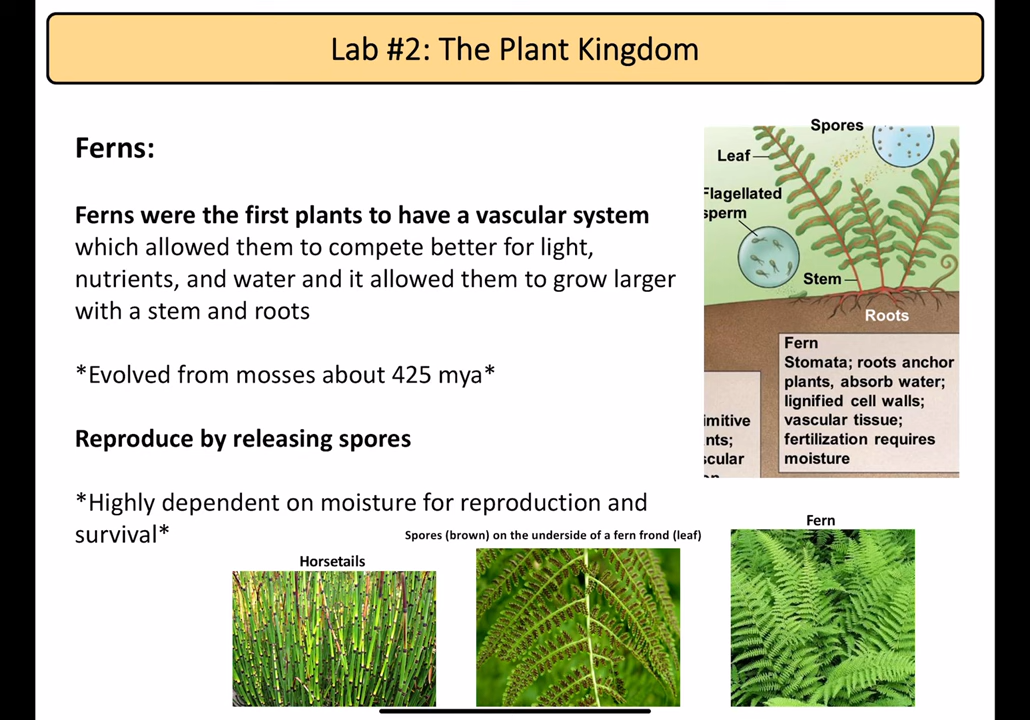 Lab #2: The Plant Kingdom
Ferns:
Ferns were the first plants to have a vascular system
which allowed them to compete better for light,
nutrients, and water and it allowed them to grow larger
with a stem and roots
*Evolved from mosses about 425 mya*
Reproduce by releasing spores
*Highly dependent on moisture for reproduction and
survival*
Spores
Leaf
Flagellated
sperm
Stem
Roots
Fern
Stomata; roots anchor
plants, absorb water;
lignified cell walls;
vascular tissue;
fertilization requires
moisture
imitive
nts;
scular
Horsetails
Spores (brown) on the underside of a fern frond (leaf)
Fern